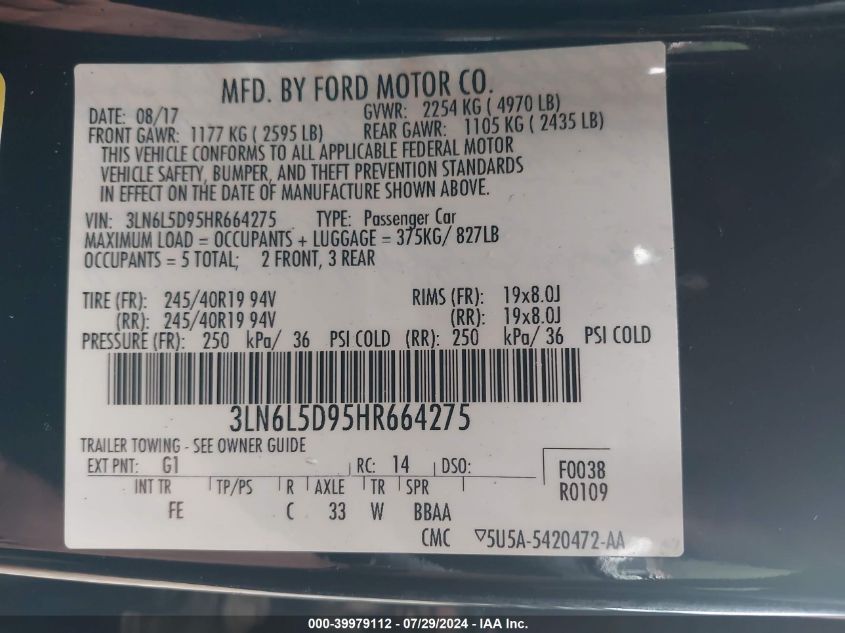 MFD. BY FORD MOTOR CO.
DATE: 08/17 GVWR: 2254 KG ( 4970 LB)
FRONT GAWR: 1177 KG ( 2595 LB) REAR GAWR: 1105 KG ( 2435 LB)
THIS VEHICLE CONFORMS TO ALL APPLICABLE FEDERAL MOTOR
VEHICLE SAFETY, BUMPER, AND THEFT PREVENTION STANDARDS
IN EFFECT ON THE DATE OF MANUFACTURE SHOWN ABOVE.
VIN: 3LN6L5D95HR664275 TYPE: Passenger Car
MAXIMUM LOAD = OCCUPANTS + LUGGAGE = 375KG/ 827LB
OCCUPANTS = 5 TOTAL; 2 FRONT, 3 REAR
TIRE (FR): 245/40R19 94V RIMS (FR): 19x8.0J
(RR): 245/40R19 94V (RR): 19x8.0J
PRESSURE (FR): 250 kPa/ 36 PSI COLD (RR): 250 kPa/ 36 PSI COLD
3LN6L5D95HR664275
TRAILER TOWING - SEE OWNER GUIDE
EXT PNT: G1 RC: 14 DSO: F0038
INT TR TP/PS R AXLE TR SPR R0109
FE C 33 W BBAA
CMC ▽5U5A-5420472-AA
000-39979112 - 07/29/2024 - IAA Inc.